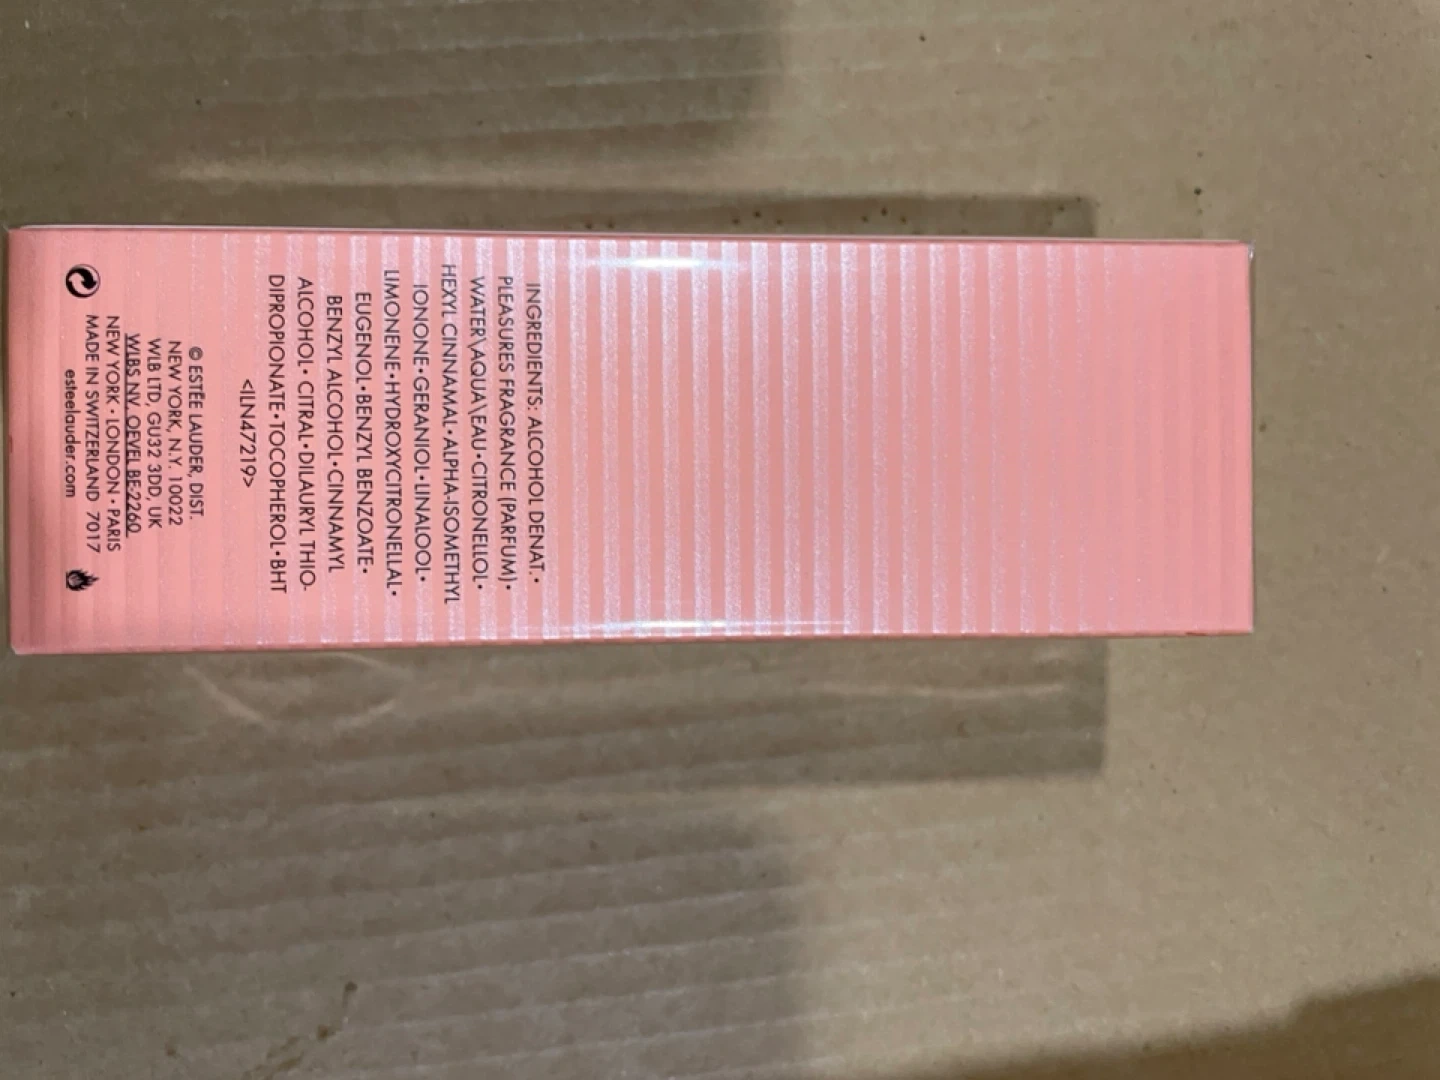 INGREDIENTS: ALCOHOL DENAT.•
PLEASURES FRAGRANCE (PARFUM)•
WATER\AQUA\EAU•CITRONELLOL•
HEXYL CINNAMAL•ALPHA-ISOMETHYL
IONONE•GERANIOL•LINALOOL•
LIMONENE•HYDROXYCITRONELLAL•
EUGENOL•BENZYL BENZOATE•
BENZYL ALCOHOL•CINNAMYL
ALCOHOL•CITRAL•DILAURYL THIO-
DIPROPIONATE•TOCOPHEROL•BHT
<ILN47219>
© ESTĒE LAUDER, DIST.
NEW YORK, N.Y. 10022
WLB LTD, GU32 3DD, UK
WLBS NV, OEVEL BE-2260
NEW YORK • LONDON • PARIS
MADE IN SWITZERLAND 7017
esteelauder.com